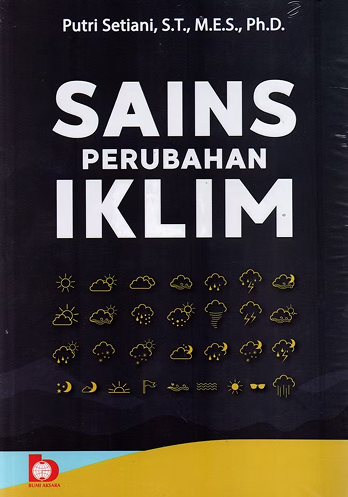 Putri Setiani, S.T., M.E.S., Ph.D.
SAINS
PERUBAHAN
IKLIM
BUMI AKSARA